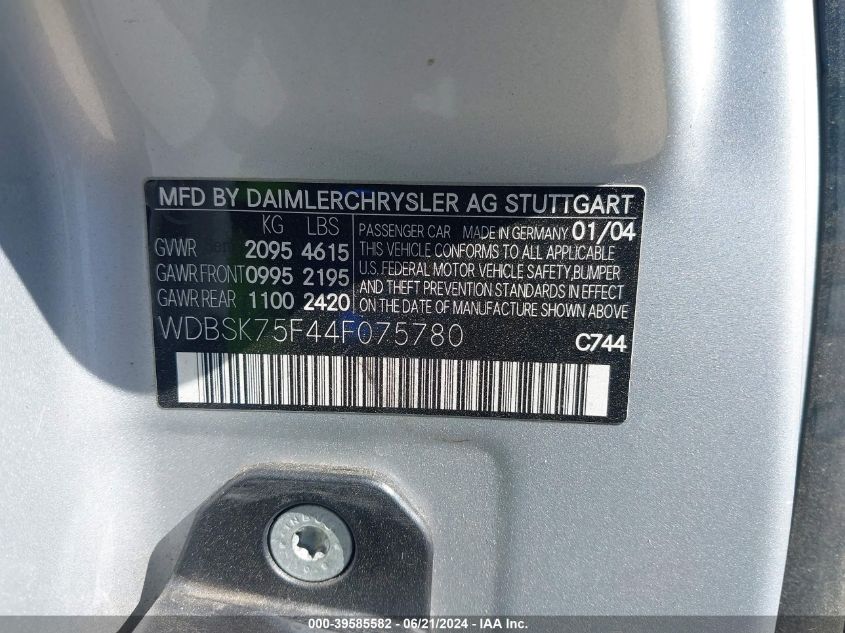 MFD BY DAIMLERCHRYSLER AG STUTTGART
KG LBS
GVWR 2095 4615
GAWR FRONT 0995 2195
GAWR REAR 1100 2420
PASSENGER CAR MADE IN GERMANY 01/04
THIS VEHICLE CONFORMS TO ALL APPLICABLE
U.S. FEDERAL MOTOR VEHICLE SAFETY, BUMPER
AND THEFT PREVENTION STANDARDS IN EFFECT
ON THE DATE OF MANUFACTURE SHOWN ABOVE
WDBSK75F44F075780
C744
000-39585582 - 06/21/2024 - IAA Inc.